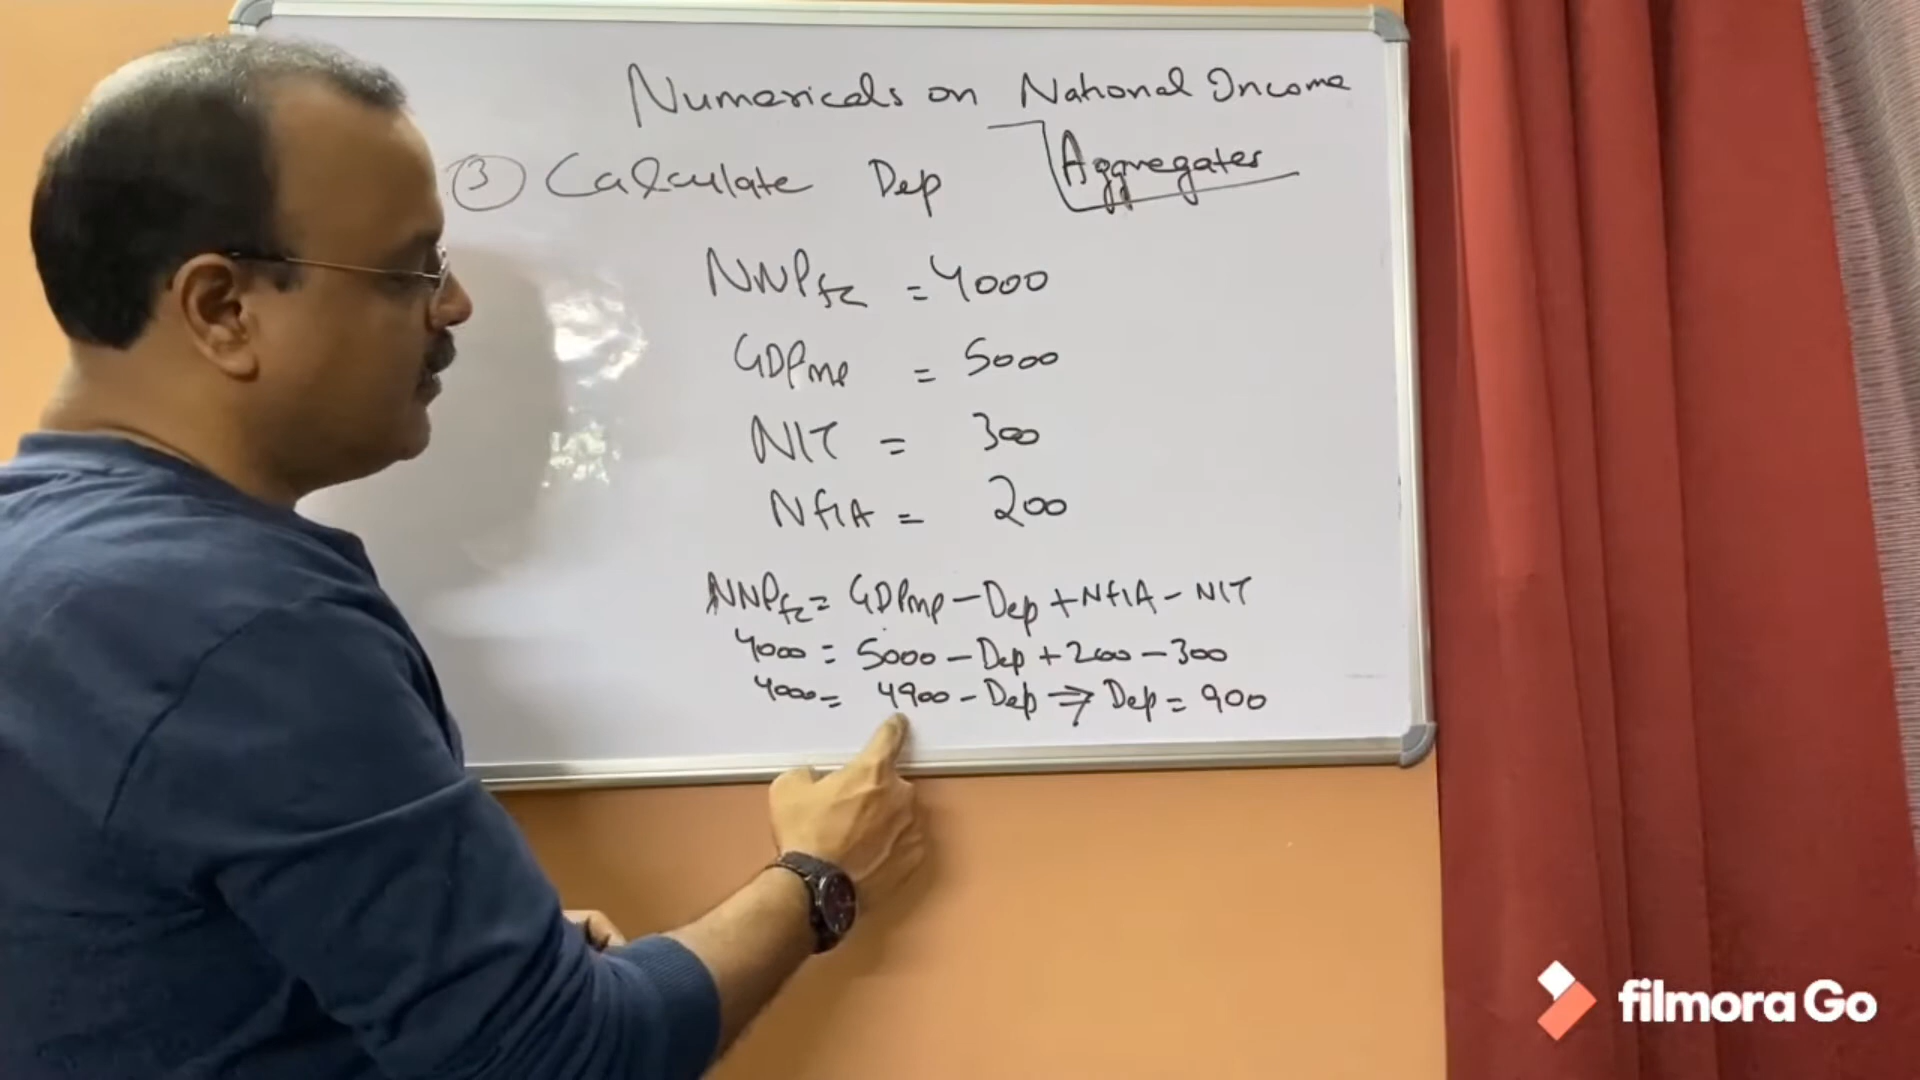 Numericals on National Income
Aggregates
③ Calculate Dep
NNPfc = 4000
GDPmp = 5000
NIT = 300
NfIA = 200
NNPfc = GDPmp - Dep + NfIA - NIT
4000 = 5000 - Dep + 200 - 300
4000 = 4900 - Dep ⇒ Dep = 900
filmora Go